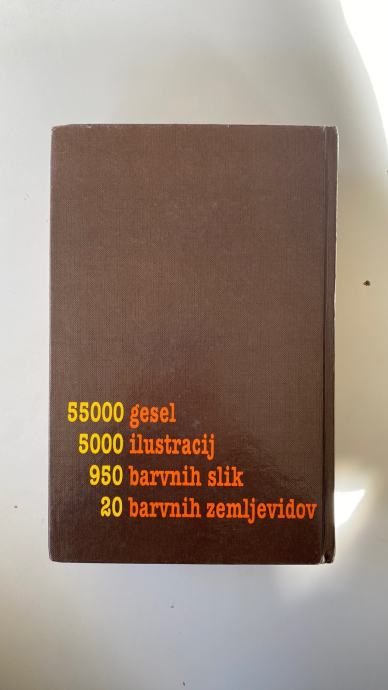 55000 gesel
5000 ilustracij
950 barvnih slik
20 barvnih zemljevidov